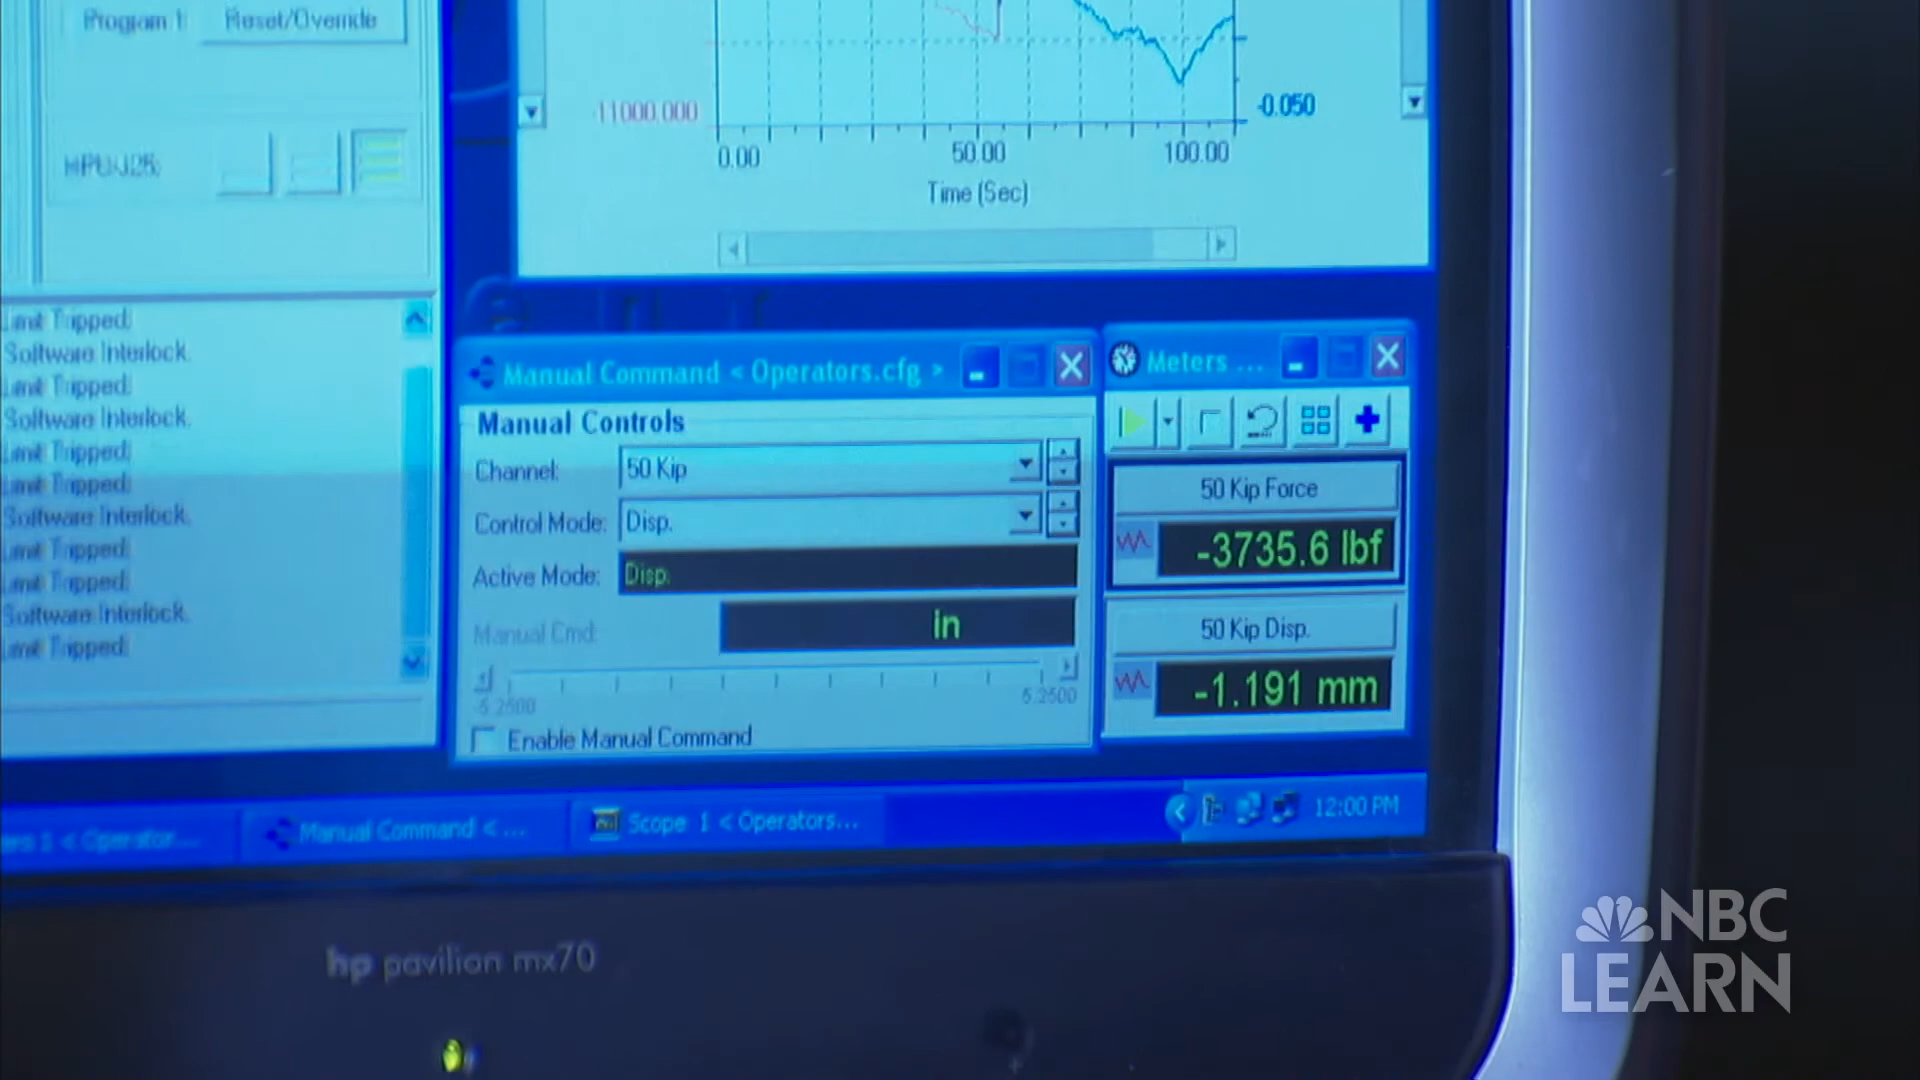 Program 1:
Reset/Override
HPU-J25:
-11000.000
-0.050
0.00
50.00
100.00
Time (Sec)
Limit Tripped.
Software Interlock.
Limit Tripped.
Software Interlock.
Limit Tripped.
Limit Tripped.
Software Interlock.
Limit Tripped.
Limit Tripped.
Software Interlock.
Limit Tripped.
Manual Command < Operators.cfg >
Manual Controls
Channel: 50 Kip
Control Mode: Disp.
Active Mode: Disp.
Manual Cmd: in
-5.2500
5.2500
Enable Manual Command
Meters ...
50 Kip Force
-3735.6 lbf
50 Kip Disp.
-1.191 mm
1 < Operator...
Manual Command < ...
Scope 1 < Operators...
12:00 PM
hp pavilion mx70
NBC
LEARN